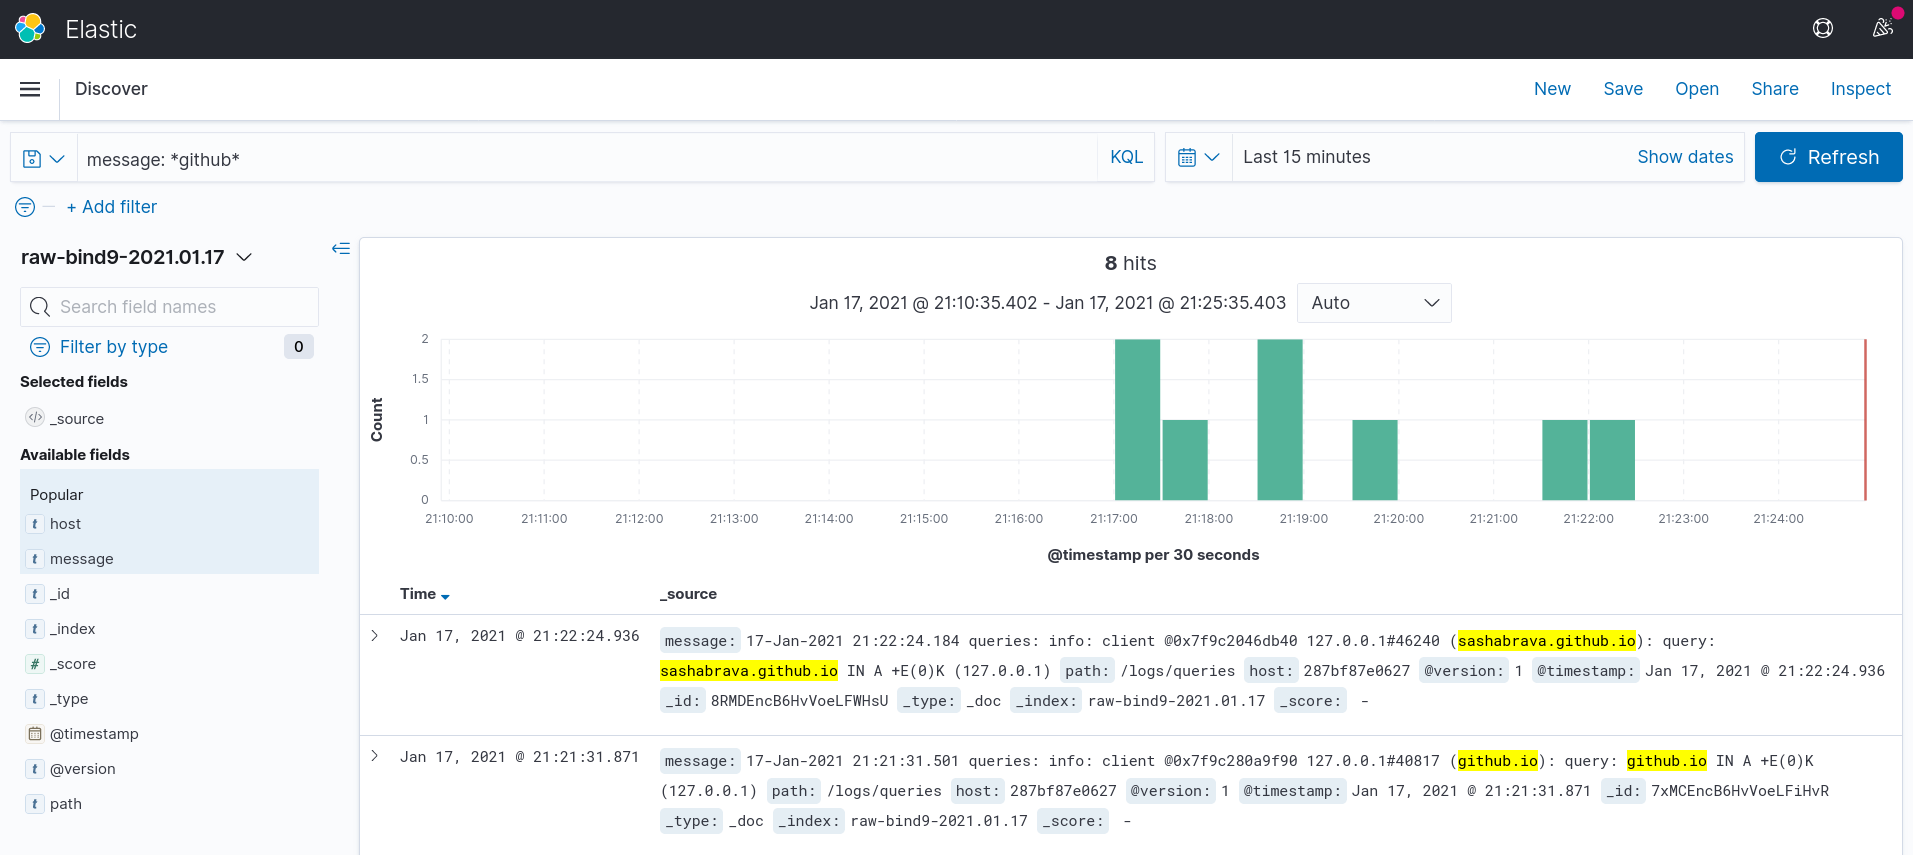 Elastic
Discover
New Save Open Share Inspect
message: *github* KQL Last 15 minutes Show dates Refresh
+ Add filter
raw-bind9-2021.01.17
Search field names
Filter by type 0
Selected fields
_source
Available fields
Popular
host
message
_id
_index
_score
_type
@timestamp
@version
path
8 hits
Jan 17, 2021 @ 21:10:35.402 - Jan 17, 2021 @ 21:25:35.403 Auto
2
1.5
1
0.5
0
Count
21:10:00 21:11:00 21:12:00 21:13:00 21:14:00 21:15:00 21:16:00 21:17:00 21:18:00 21:19:00 21:20:00 21:21:00 21:22:00 21:23:00 21:24:00
@timestamp per 30 seconds
Time _source
Jan 17, 2021 @ 21:22:24.936 message: 17-Jan-2021 21:22:24.184 queries: info: client @0x7f9c2046db40 127.0.0.1#46240 (sashabrava.github.io): query:
sashabrava.github.io IN A +E(0)K (127.0.0.1) path: /logs/queries host: 287bf87e0627 @version: 1 @timestamp: Jan 17, 2021 @ 21:22:24.936
_id: 8RMDEncB6HvVoeLFWHsU _type: _doc _index: raw-bind9-2021.01.17 _score: -
Jan 17, 2021 @ 21:21:31.871 message: 17-Jan-2021 21:21:31.501 queries: info: client @0x7f9c280a9f90 127.0.0.1#40817 (github.io): query: github.io IN A +E(0)K
(127.0.0.1) path: /logs/queries host: 287bf87e0627 @version: 1 @timestamp: Jan 17, 2021 @ 21:21:31.871 _id: 7xMCEncB6HvVoeLFiHvR
_type: _doc _index: raw-bind9-2021.01.17 _score: -